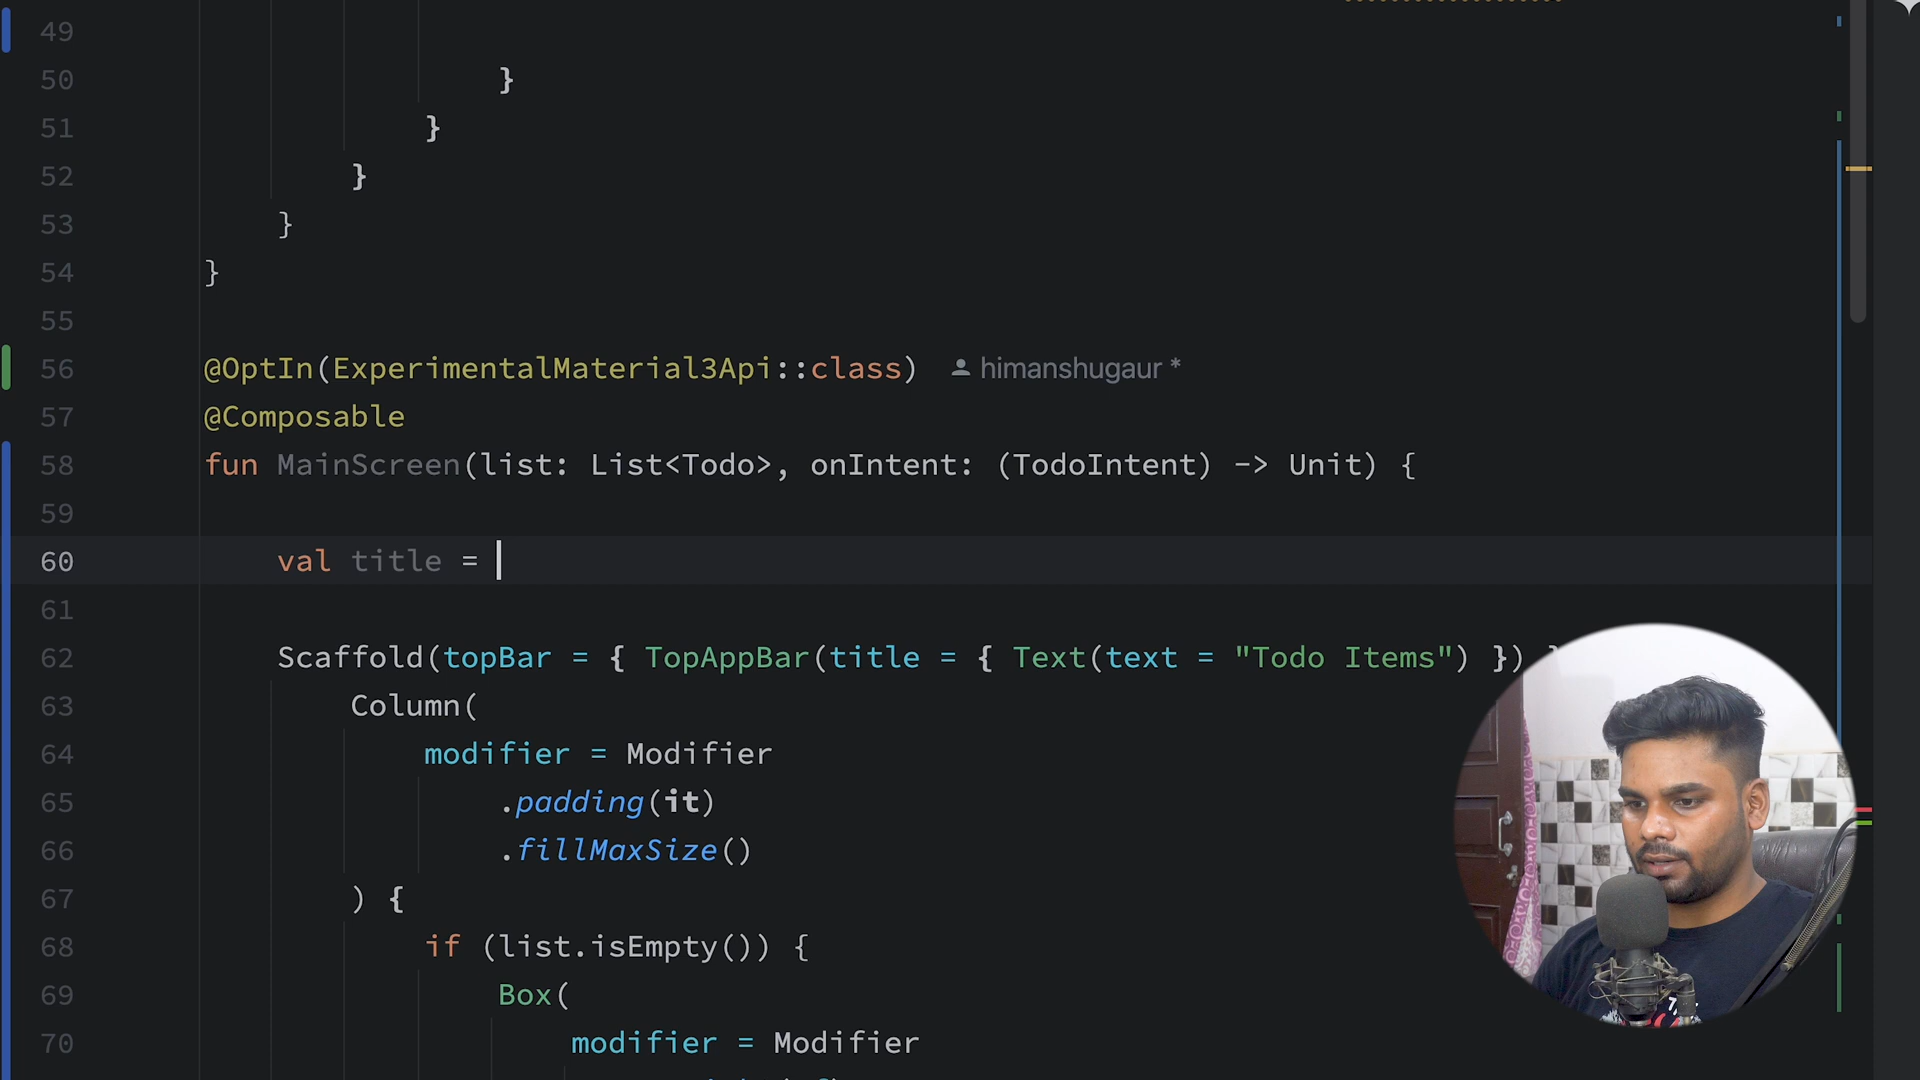 49
50 }
51 }
52 }
53 }
54 }
55
56 @OptIn(ExperimentalMaterial3Api::class) himanshugaur *
57 @Composable
58 fun MainScreen(list: List<Todo>, onIntent: (TodoIntent) -> Unit) {
59
60 val title =
61
62 Scaffold(topBar = { TopAppBar(title = { Text(text = "Todo Items") })
63 Column(
64 modifier = Modifier
65 .padding(it)
66 .fillMaxSize()
67 ) {
68 if (list.isEmpty()) {
69 Box(
70 modifier = Modifier